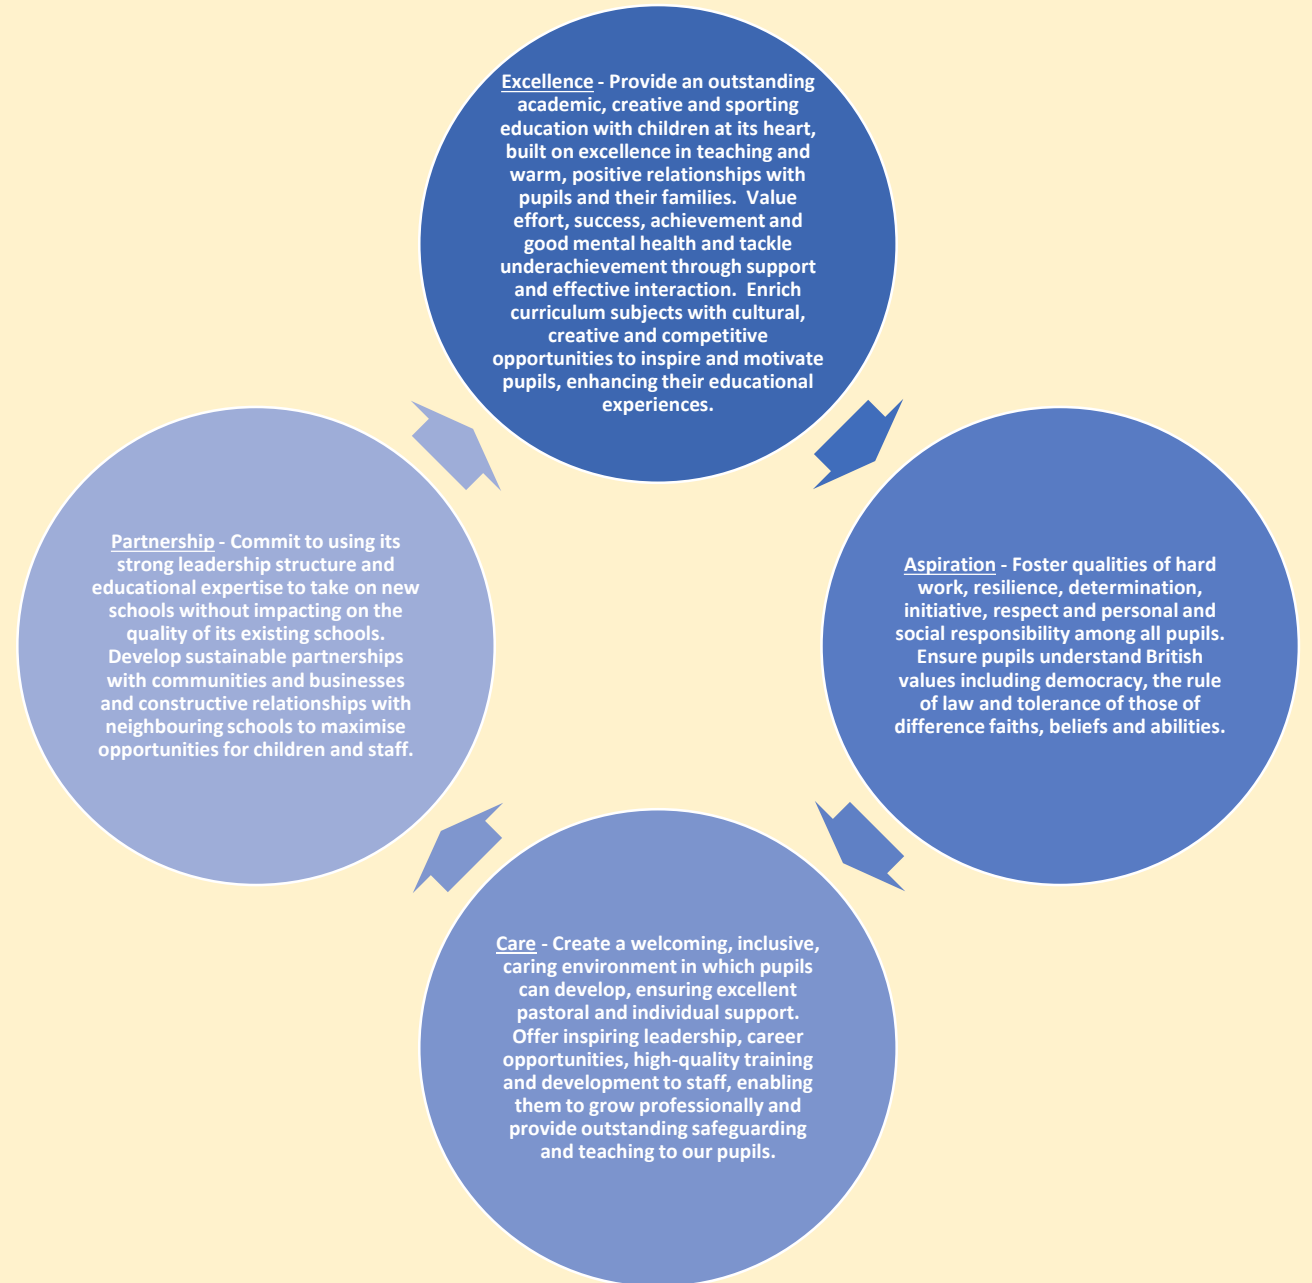 Excellence - Provide an outstanding
academic, creative and sporting
education with children at its heart,
built on excellence in teaching and
warm, positive relationships with
pupils and their families.  Value
effort, success, achievement and
good mental health and tackle
underachievement through support
and effective interaction.  Enrich
curriculum subjects with cultural,
creative and competitive
opportunities to inspire and motivate
pupils, enhancing their educational
experiences.
Aspiration - Foster qualities of hard
work, resilience, determination,
initiative, respect and personal and
social responsibility among all pupils.
Ensure pupils understand British
values including democracy, the rule
of law and tolerance of those of
difference faiths, beliefs and abilities.
Care - Create a welcoming, inclusive,
caring environment in which pupils
can develop, ensuring excellent
pastoral and individual support.
Offer inspiring leadership, career
opportunities, high-quality training
and development to staff, enabling
them to grow professionally and
provide outstanding safeguarding
and teaching to our pupils.
Partnership - Commit to using its
strong leadership structure and
educational expertise to take on new
schools without impacting on the
quality of its existing schools.
Develop sustainable partnerships
with communities and businesses
and constructive relationships with
neighbouring schools to maximise
opportunities for children and staff.